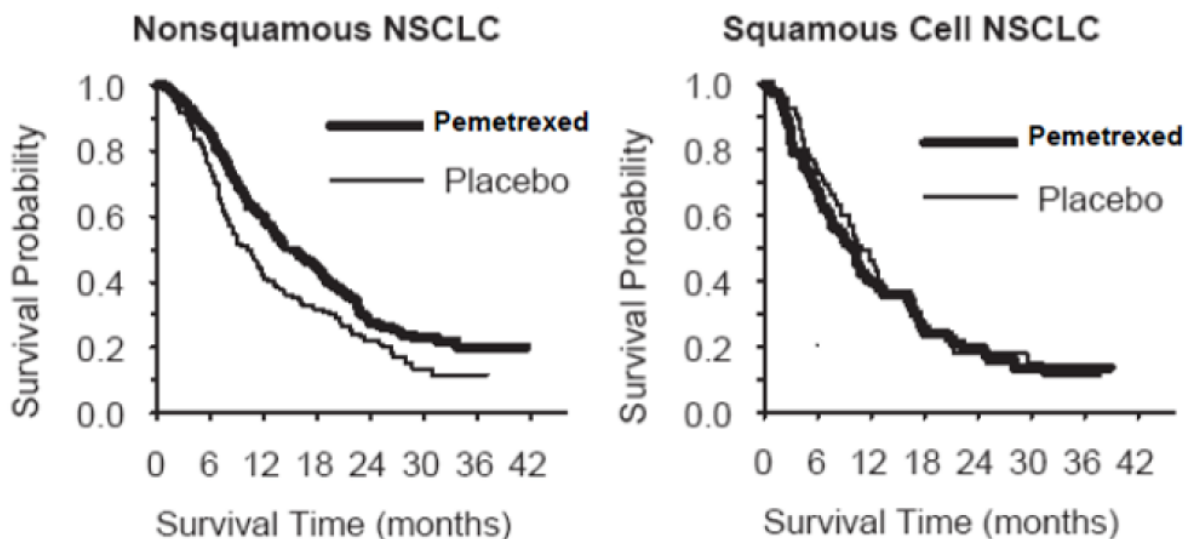 Nonsquamous NSCLC
Survival Probability
1.0
0.8
0.6
0.4
0.2
0.0
Pemetrexed
Placebo
0 6 12 18 24 30 36 42
Survival Time (months)
Squamous Cell NSCLC
Survival Probability
1.0
0.8
0.6
0.4
0.2
0.0
Pemetrexed
Placebo
0 6 12 18 24 30 36 42
Survival Time (months)